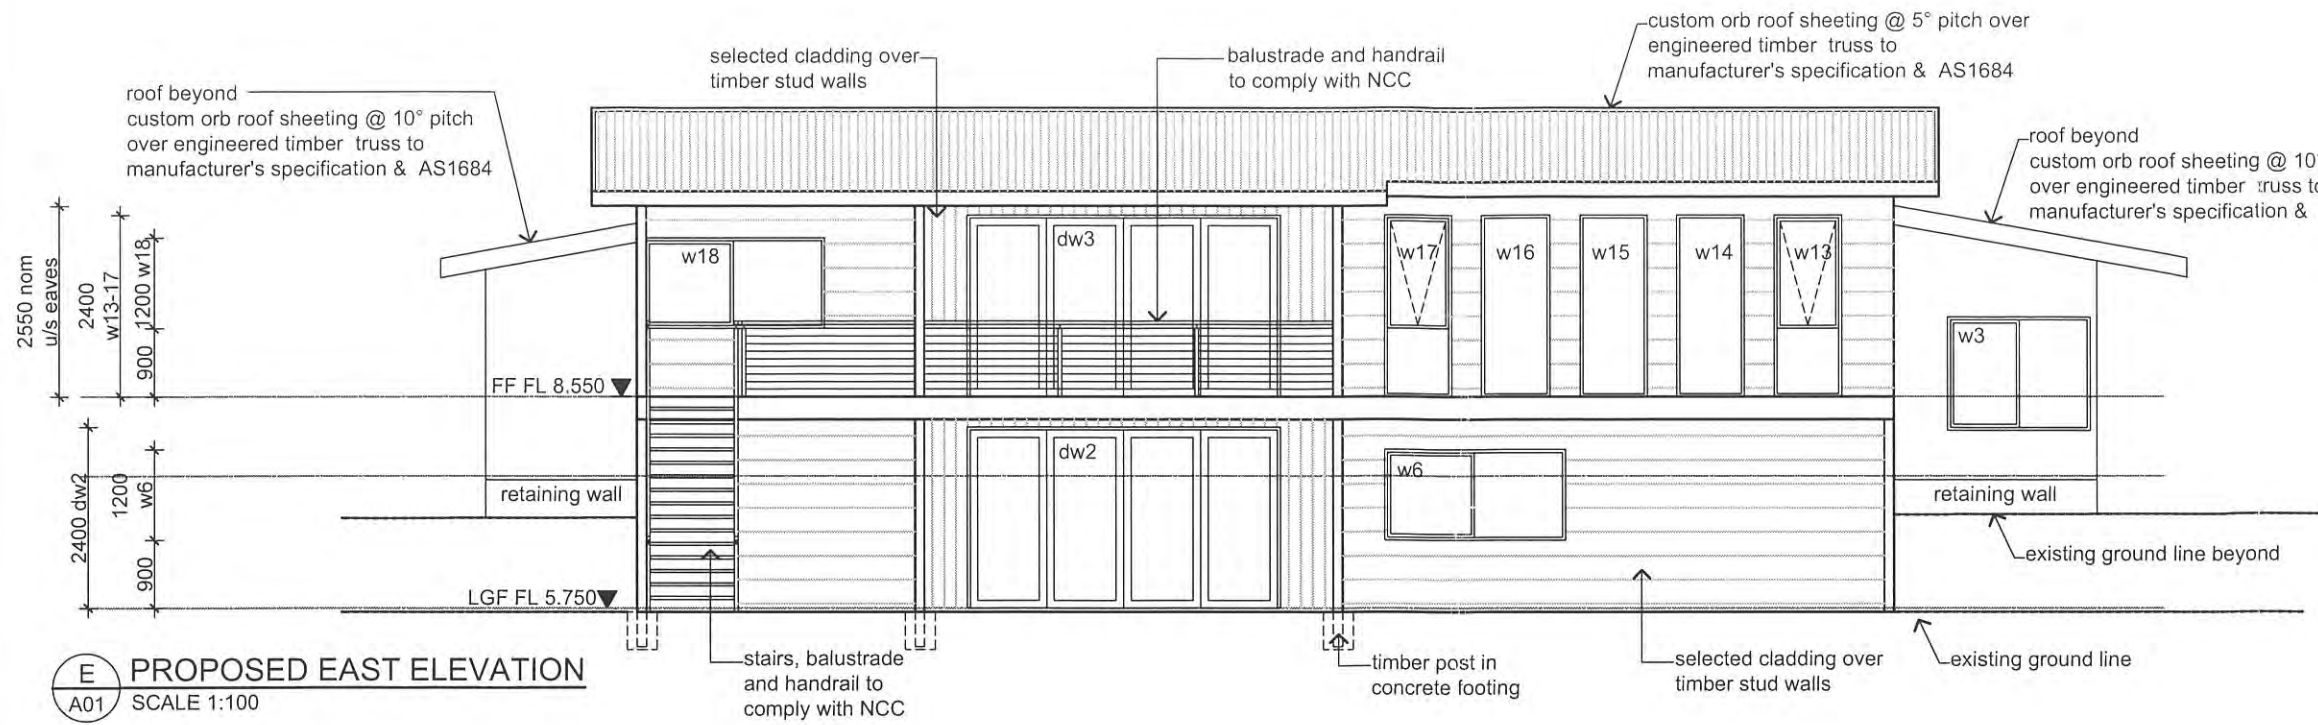 custom orb roof sheeting @ 5° pitch over
engineered timber truss to
manufacturer's specification & AS1684
selected cladding over
timber stud walls
balustrade and handrail
to comply with NCC
roof beyond
custom orb roof sheeting @ 10° pitch
over engineered timber truss to
manufacturer's specification & AS1684
roof beyond
custom orb roof sheeting @ 10°
over engineered timber truss to
manufacturer's specification &
2550 nom
u/s eaves
2400
w13-17
1200 w18
900
w18
dw3
w17
w16
w15
w14
w13
w3
FF FL 8.550
2400 dw2
1200
w6
900
dw2
w6
retaining wall
retaining wall
existing ground line beyond
LGF FL 5.750
E
A01
PROPOSED EAST ELEVATION
SCALE 1:100
stairs, balustrade
and handrail to
comply with NCC
timber post in
concrete footing
selected cladding over
timber stud walls
existing ground line